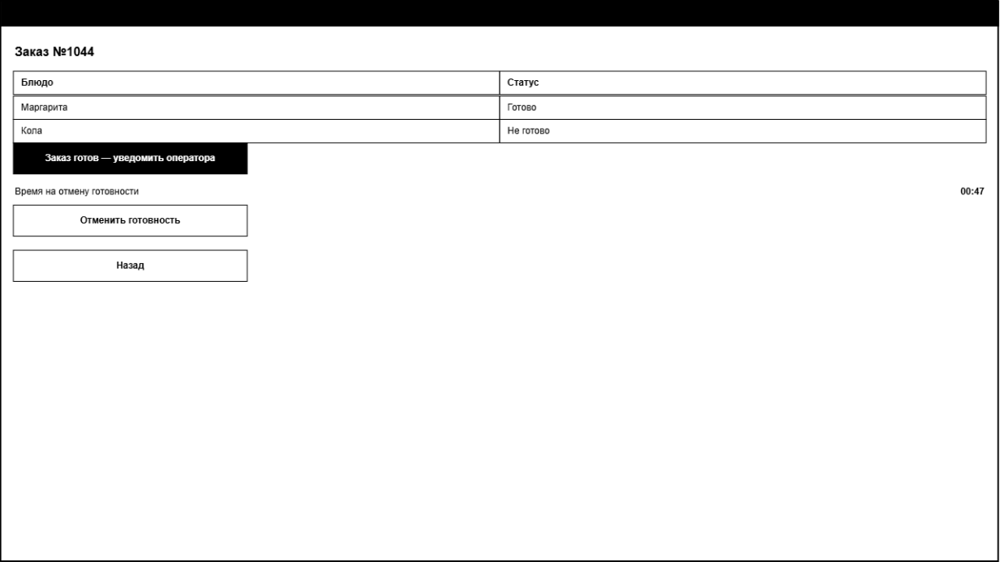 Заказ №1044
Блюдо Статус
Маргарита Готово
Кола Не готово
Заказ готов — уведомить оператора
Время на отмену готовности 00:47
Отменить готовность
Назад